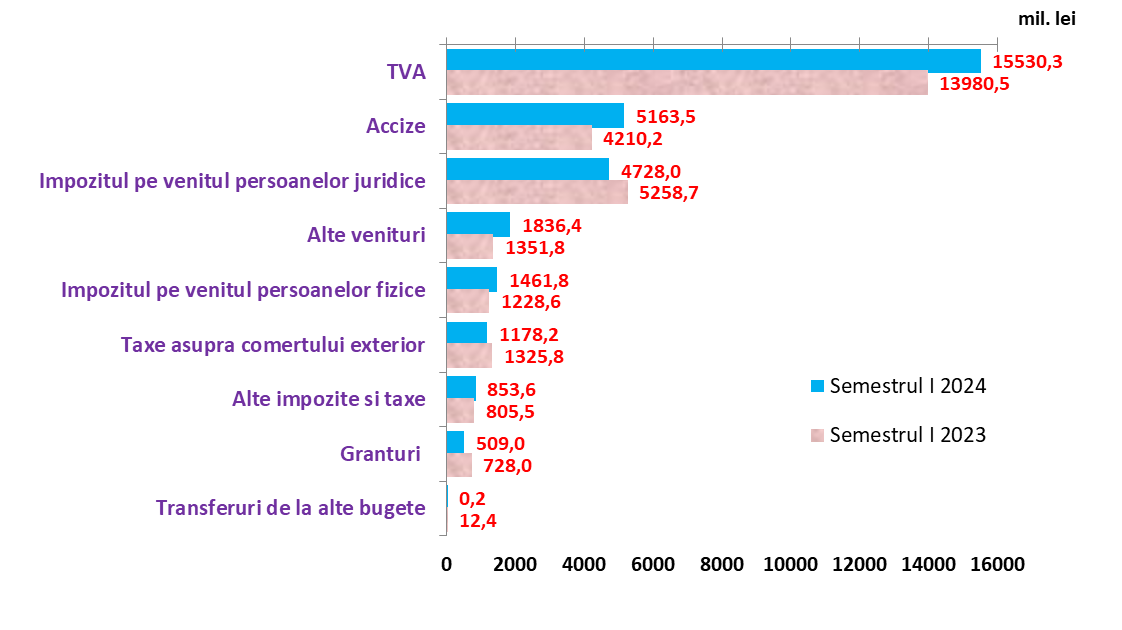 mil. lei
TVA
15530,3
13980,5
Accize
5163,5
4210,2
Impozitul pe venitul persoanelor juridice
4728,0
5258,7
Alte venituri
1836,4
1351,8
Impozitul pe venitul persoanelor fizice
1461,8
1228,6
Taxe asupra comertului exterior
1178,2
1325,8
Alte impozite si taxe
853,6
805,5
Semestrul I 2024
Semestrul I 2023
Granturi
509,0
728,0
Transferuri de la alte bugete
0,2
12,4
0 2000 4000 6000 8000 10000 12000 14000 16000